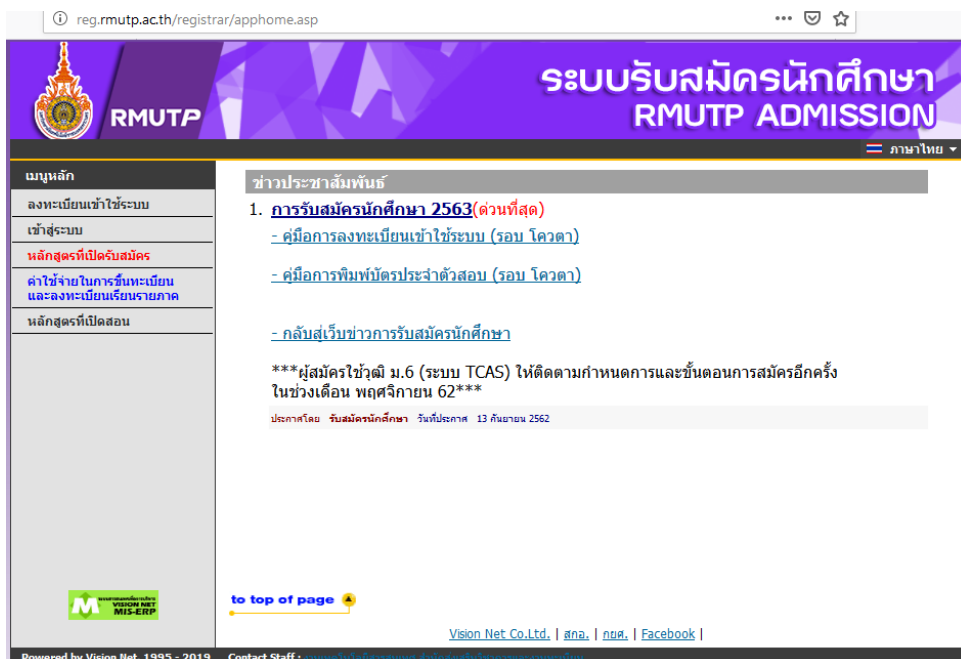 reg.rmutp.ac.th/registrar/apphome.asp
RMUTP
ระบบรับสมัครนักศึกษา
RMUTP ADMISSION
ภาษาไทย
เมนูหลัก
ลงทะเบียนเข้าใช้ระบบ
เข้าสู่ระบบ
หลักสูตรที่เปิดรับสมัคร
ค่าใช้จ่ายในการขึ้นทะเบียน
และลงทะเบียนเรียนรายภาค
หลักสูตรที่เปิดสอน
ข่าวประชาสัมพันธ์
1. การรับสมัครนักศึกษา 2563(ด่วนที่สุด)
- คู่มือการลงทะเบียนเข้าใช้ระบบ (รอบ โควตา)
- คู่มือการพิมพ์บัตรประจำตัวสอบ (รอบ โควตา)
- กลับสู่เว็บข่าวการรับสมัครนักศึกษา
***ผู้สมัครใช้วุฒิ ม.6 (ระบบ TCAS) ให้ติดตามกำหนดการและขั้นตอนการสมัครอีกครั้ง
ในช่วงเดือน พฤศจิกายน 62***
ประกาศโดย รับสมัครนักศึกษา วันที่ประกาศ 13 กันยายน 2562
VISION NET
MIS-ERP
to top of page
Vision Net Co.Ltd. | สกอ. | กยศ. | Facebook |
Powered by Vision Net, 1995 - 2019 Contact Staff :